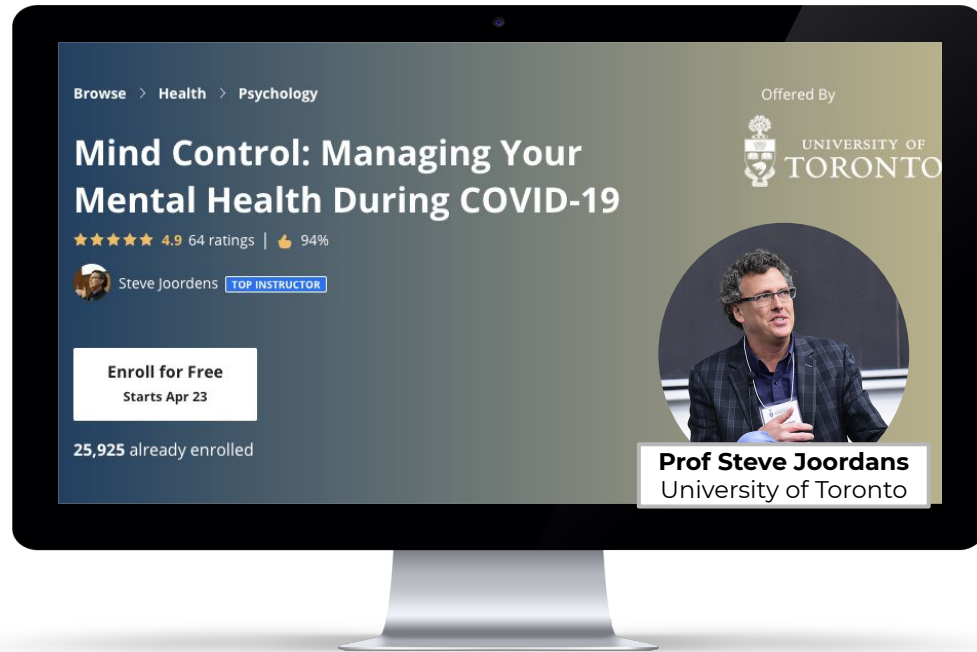 Browse > Health > Psychology
Offered By
UNIVERSITY OF
TORONTO
Mind Control: Managing Your
Mental Health During COVID-19
4.9 64 ratings | 94%
Steve Joordens TOP INSTRUCTOR
Enroll for Free
Starts Apr 23
25,925 already enrolled
Prof Steve Joordans
University of Toronto